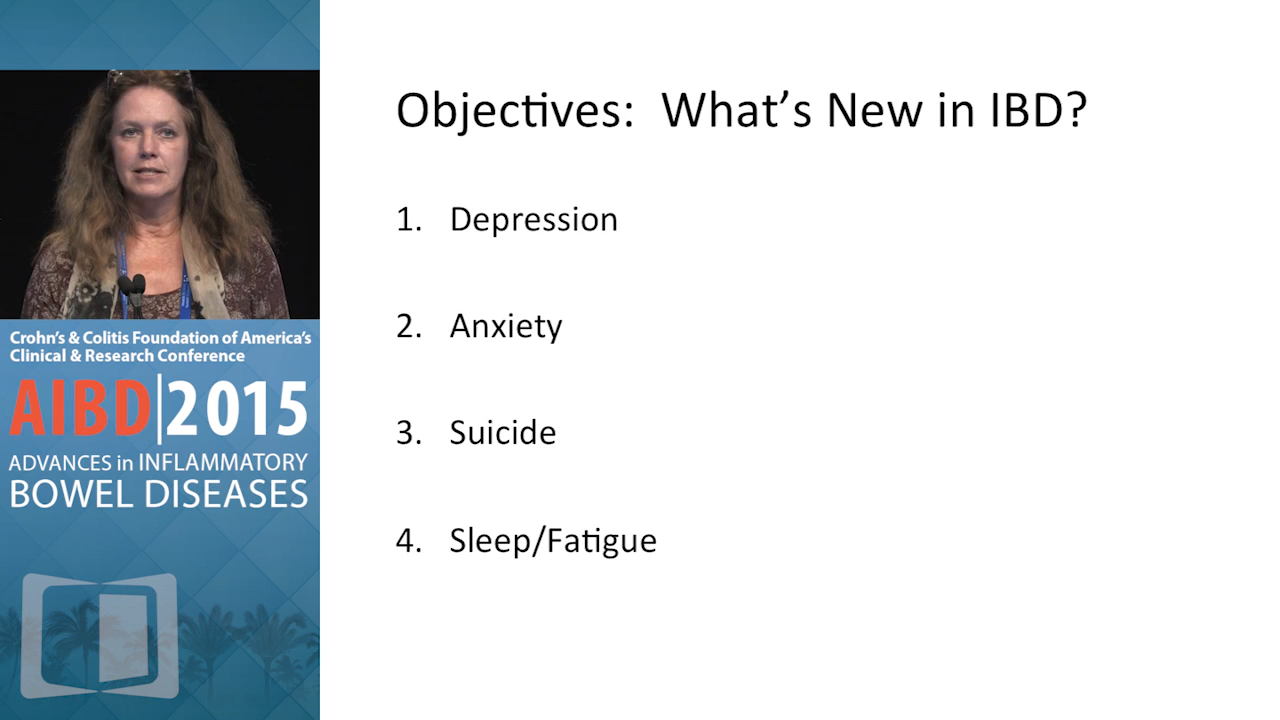 Objectives: What's New in IBD?
1. Depression
2. Anxiety
3. Suicide
4. Sleep/Fatigue
Crohn's & Colitis Foundation of America's
Clinical & Research Conference
AIBD|2015
ADVANCES in INFLAMMATORY
BOWEL DISEASES